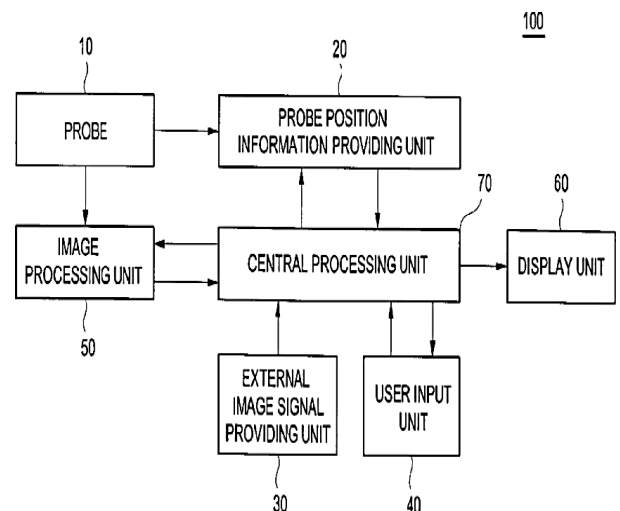 100
10
20
PROBE
PROBE POSITION
INFORMATION PROVIDING UNIT
70
60
IMAGE
PROCESSING UNIT
CENTRAL PROCESSING UNIT
DISPLAY UNIT
50
EXTERNAL
IMAGE SIGNAL
PROVIDING UNIT
USER INPUT
UNIT
30
40